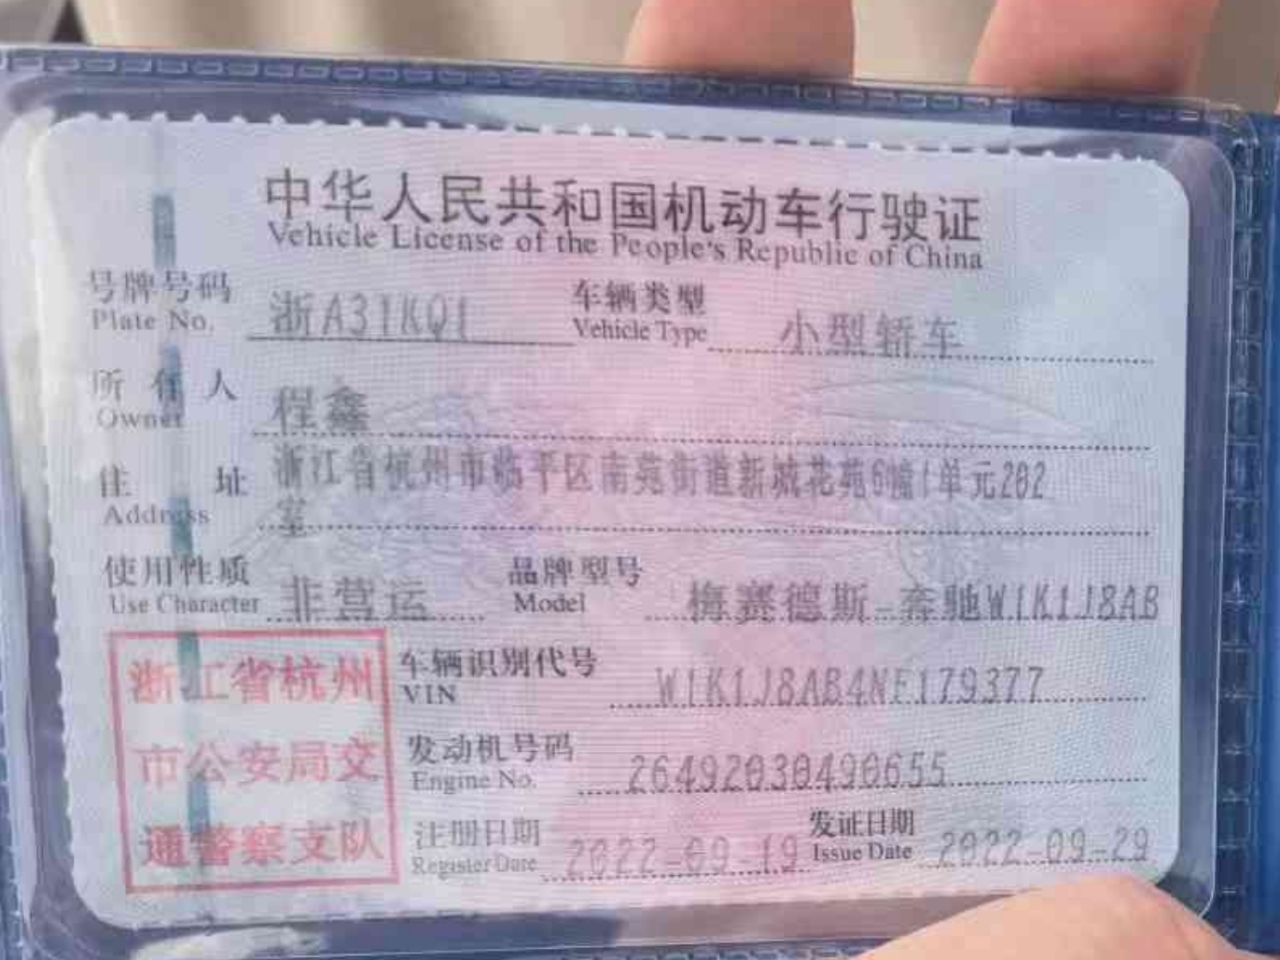 中华人民共和国机动车行驶证
Vehicle License of the People's Republic of China
号牌号码 浙A31KQ1 车辆类型 小型轿车
Plate No. Vehicle Type
所有人 程鑫
Owner
住址 浙江省杭州市临平区南苑街道新城花苑6幢1单元202
Address 室
使用性质 非营运 品牌型号 梅赛德斯-奔驰W1K1J8AB
Use Character Model
浙江省杭州
市公安局交
通警察支队
车辆识别代号 W1K1J8AB4NF179377
VIN
发动机号码 26492030490655
Engine No.
注册日期 2022-09-19 发证日期 2022-09-29
Register Date Issue Date